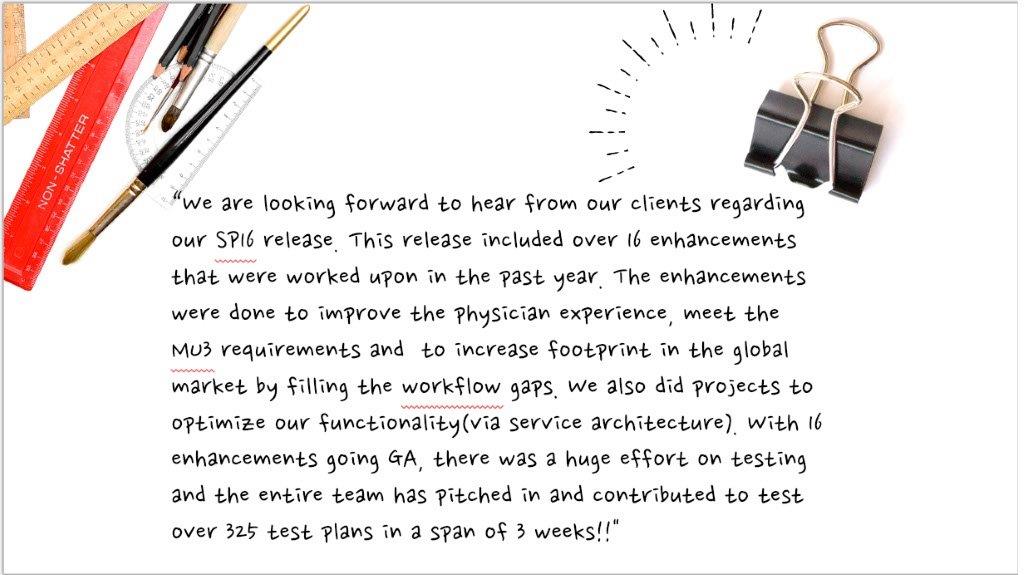 NON-SHATTER
"We are looking forward to hear from our clients regarding
our SP16 release. This release included over 16 enhancements
that were worked upon in the past year. The enhancements
were done to improve the physician experience, meet the
MU3 requirements and  to increase footprint in the global
market by filling the workflow gaps. We also did projects to
optimize our functionality(via service architecture). With 16
enhancements going GA, there was a huge effort on testing
and the entire team has pitched in and contributed to test
over 325 test plans in a span of 3 weeks!!"